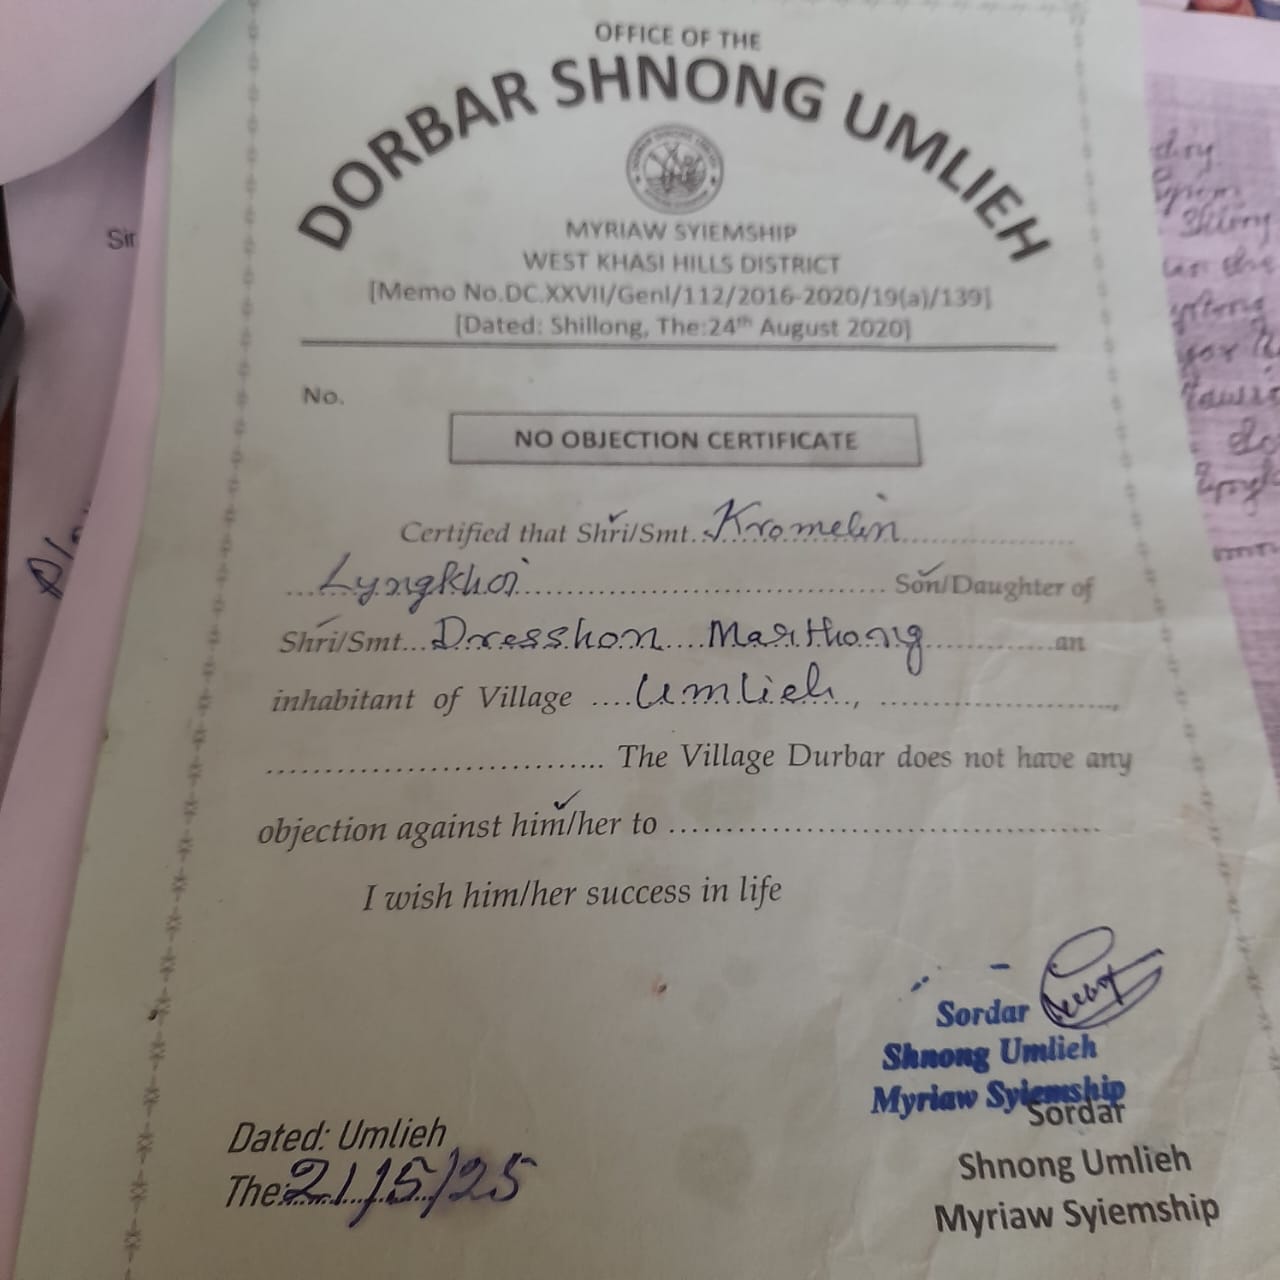 OFFICE OF THE
DORBAR SHNONG UMLIEH
MYRIAW SYIEMSHIP
WEST KHASI HILLS DISTRICT
[Memo No.DC.XXVII/Genl/112/2016-2020/19(a)/139]
[Dated: Shillong, The:24th August 2020]
No.
NO OBJECTION CERTIFICATE
Certified that Shri/Smt. Kromelin
Lyngkhoi Son/Daughter of
Shri/Smt... Dresshon Marthong an
inhabitant of Village .... Umlieh,
The Village Durbar does not have any
objection against him/her to
I wish him/her success in life
Sordar
Shnong Umlieh
Myriaw Syiemship
Sordar
Shnong Umlieh
Myriaw Syiemship
Dated: Umlieh
The: 21/5/25
Sir